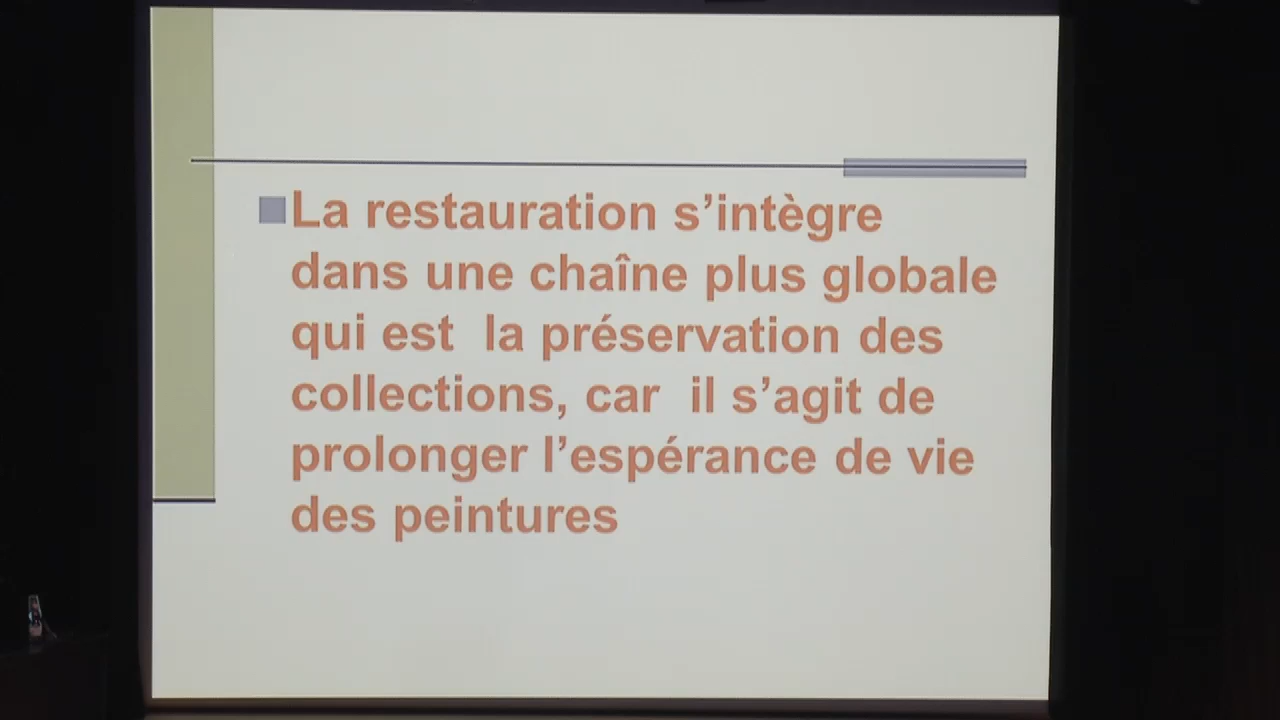 La restauration s’intègre
dans une chaîne plus globale
qui est la préservation des
collections, car il s’agit de
prolonger l’espérance de vie
des peintures